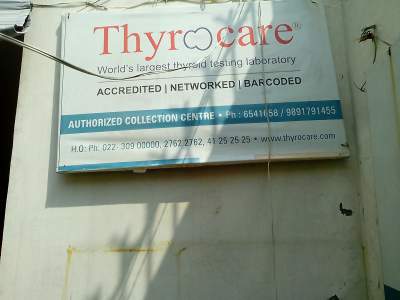 Thyrocare®
World's largest thyroid testing laboratory
ACCREDITED | NETWORKED | BARCODED
AUTHORIZED COLLECTION CENTRE • Ph : 6541658 / 9891791455
H.O: Ph: 022- 309 00000, 2762 2762, 41 25 25 25 • www.thyrocare.com